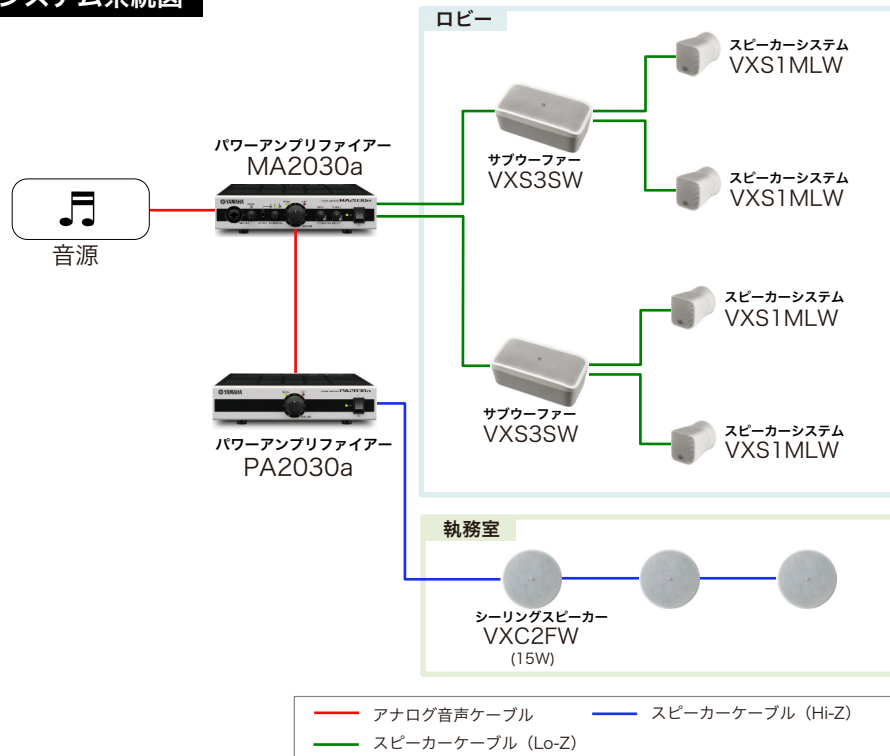 システム系統図
ロビー
スピーカーシステム
VXS1MLW
サブウーファー
VXS3SW
スピーカーシステム
VXS1MLW
パワーアンプリファイアー
MA2030a
YAMAHA
MA2030a
音源
スピーカーシステム
VXS1MLW
サブウーファー
VXS3SW
スピーカーシステム
VXS1MLW
YAMAHA
PA2030a
パワーアンプリファイアー
PA2030a
執務室
シーリングスピーカー
VXC2FW
(15W)
アナログ音声ケーブル
スピーカーケーブル（Hi-Z）
スピーカーケーブル（Lo-Z）